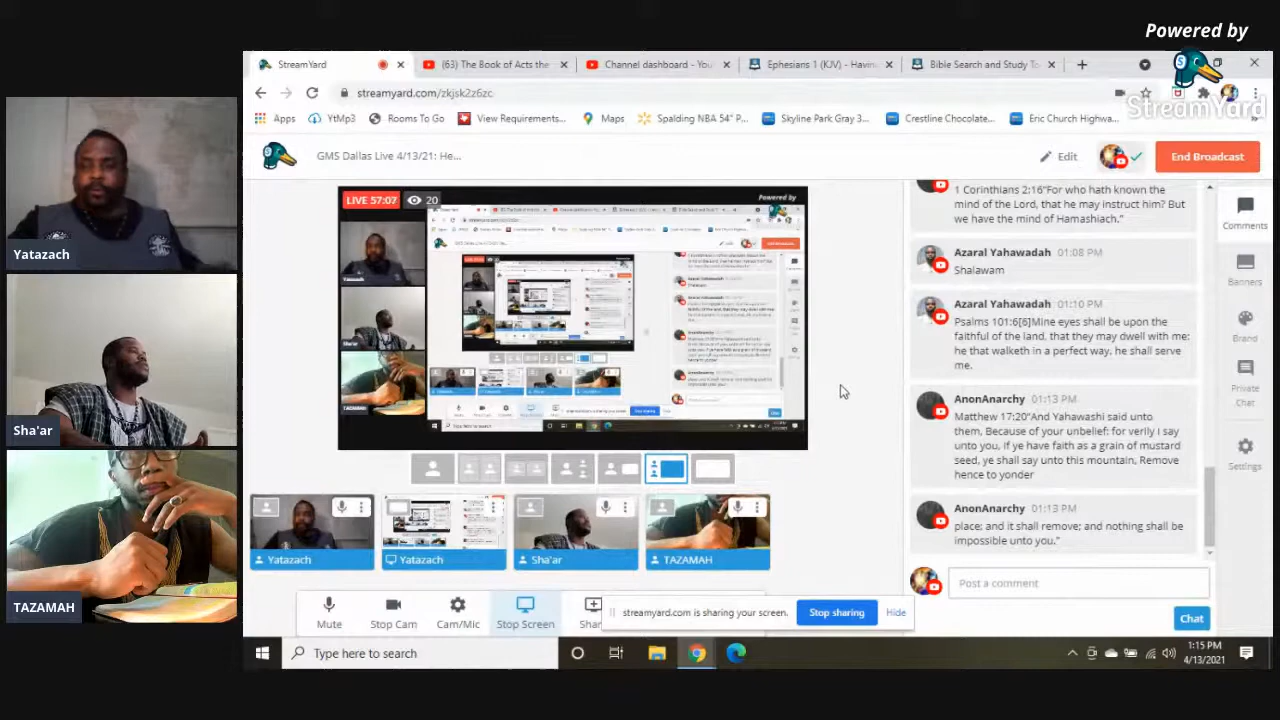 Powered by
StreamYard
StreamYard
(63) The Book of Acts the
Channel dashboard - You
Ephesians 1 (KJV) - Havin
Bible Search and Study To
streamyard.com/zkjsk2z6zc
Apps
YtMp3
Rooms To Go
View Requirements...
Maps
Spalding NBA 54" P...
Skyline Park Gray 3...
Crestline Chocolate...
Eric Church Highwa...
GMS Dallas Live 4/13/21: He...
Edit
End Broadcast
LIVE 57:07
20
Powered by
Yatazach
Sha'ar
TAZAMAH
1 Corinthians 2:16"For who hath known the
mind of the Lord, that he may instruct him? But
we have the mind of Hamashiach."
Azaral Yahawadah 01:08 PM
Shalawam
Azaral Yahawadah 01:10 PM
Psalms 101:6[6]Mine eyes shall be upon the
faithful of the land, that they may dwell with me:
he that walketh in a perfect way, he shall serve
me.
AnonAnarchy 01:13 PM
Matthew 17:20"And Yahawashi said unto
them, Because of your unbelief: for verily i say
unto you, if ye have faith as a grain of mustard
seed, ye shall say unto this mountain, Remove
hence to yonder
AnonAnarchy 01:13 PM
place; and it shall remove; and nothing shall be
impossible unto you."
Post a comment
Chat
Comments
Banners
Brand
Private
Chat
Settings
Yatazach
Yatazach
Sha'ar
TAZAMAH
Mute
Stop Cam
Cam/Mic
Stop Screen
Shar
streamyard.com is sharing your screen.
Stop sharing
Hide
Type here to search
1:15 PM
4/13/2021